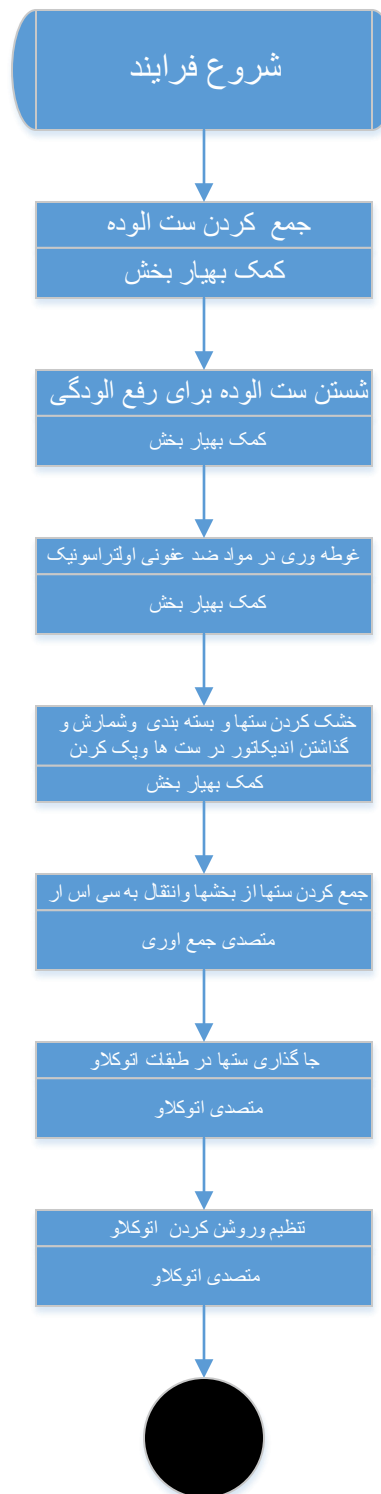 شروع فرایند
جمع کردن ست الوده
کمک بهیار بخش
شستن ست الوده برای رفع الودگی
کمک بهیار بخش
غوطه وری در مواد ضد عفونی اولتراسونیک
کمک بهیار بخش
خشک کردن ستها و بسته بندی وشمارش و
گذاشتن اندیکاتور در ست ها وپک کردن
کمک بهیار بخش
جمع کردن ستها از بخشها وانتقال به سی اس ار
متصدی جمع اوری
جا گذاری ستها در طبقات اتوکلاو
متصدی اتوکلاو
تنظیم وروشن کردن اتوکلاو
متصدی اتوکلاو